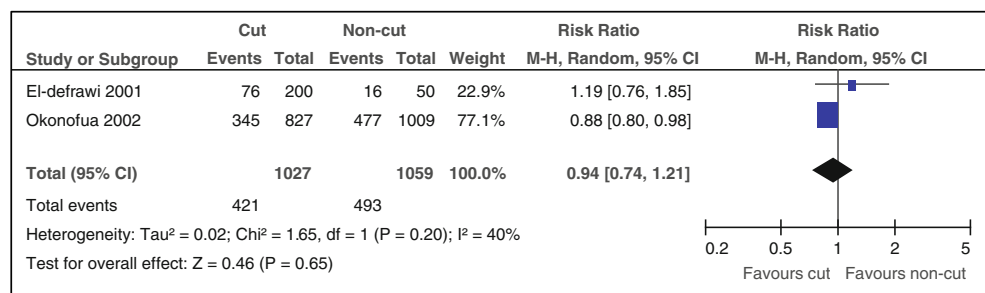 Cut Non-cut Risk Ratio Risk Ratio
Study or Subgroup Events Total Events Total Weight M-H, Random, 95% CI M-H, Random, 95% CI
El-defrawi 2001 76 200 16 50 22.9% 1.19 [0.76, 1.85]
Okonofua 2002 345 827 477 1009 77.1% 0.88 [0.80, 0.98]
Total (95% CI) 1027 1059 100.0% 0.94 [0.74, 1.21]
Total events 421 493
Heterogeneity: Tau² = 0.02; Chi² = 1.65, df = 1 (P = 0.20); I² = 40%
Test for overall effect: Z = 0.46 (P = 0.65)
0.2 0.5 1 2 5
Favours cut Favours non-cut